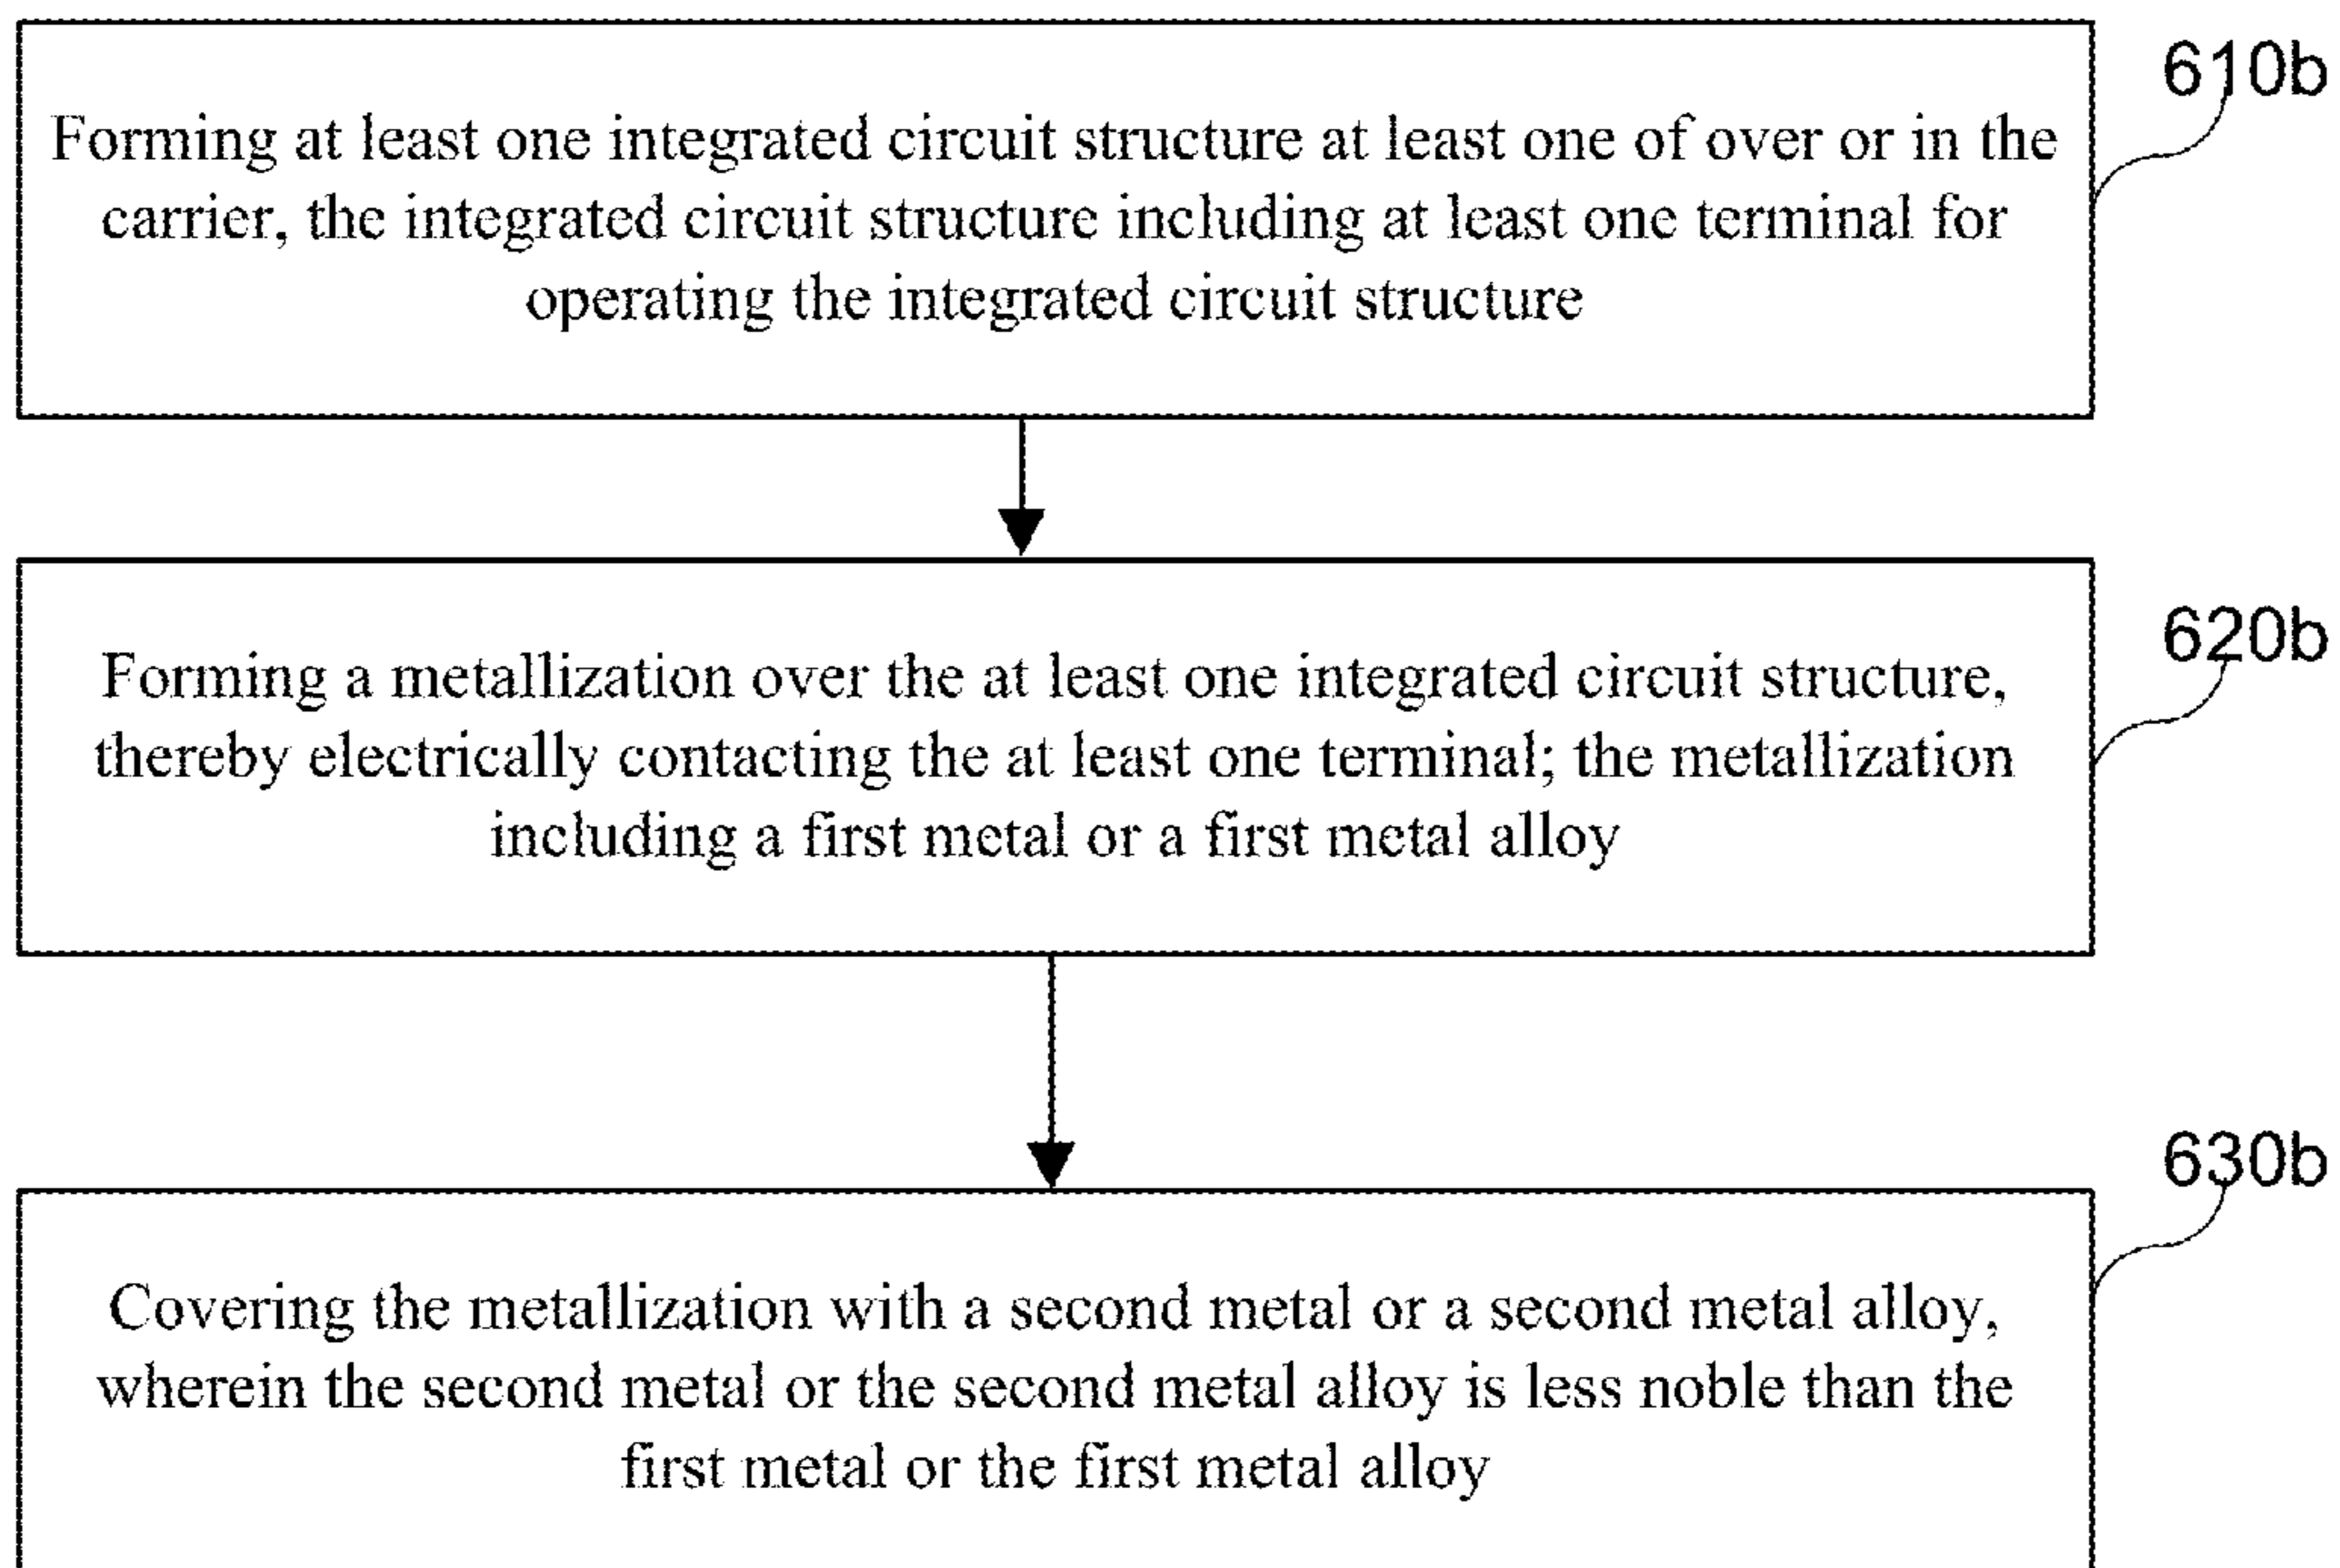 610b
Forming at least one integrated circuit structure at least one of over or in the
carrier, the integrated circuit structure including at least one terminal for
operating the integrated circuit structure
620b
Forming a metallization over the at least one integrated circuit structure,
thereby electrically contacting the at least one terminal; the metallization
including a first metal or a first metal alloy
630b
Covering the metallization with a second metal or a second metal alloy,
wherein the second metal or the second metal alloy is less noble than the
first metal or the first metal alloy